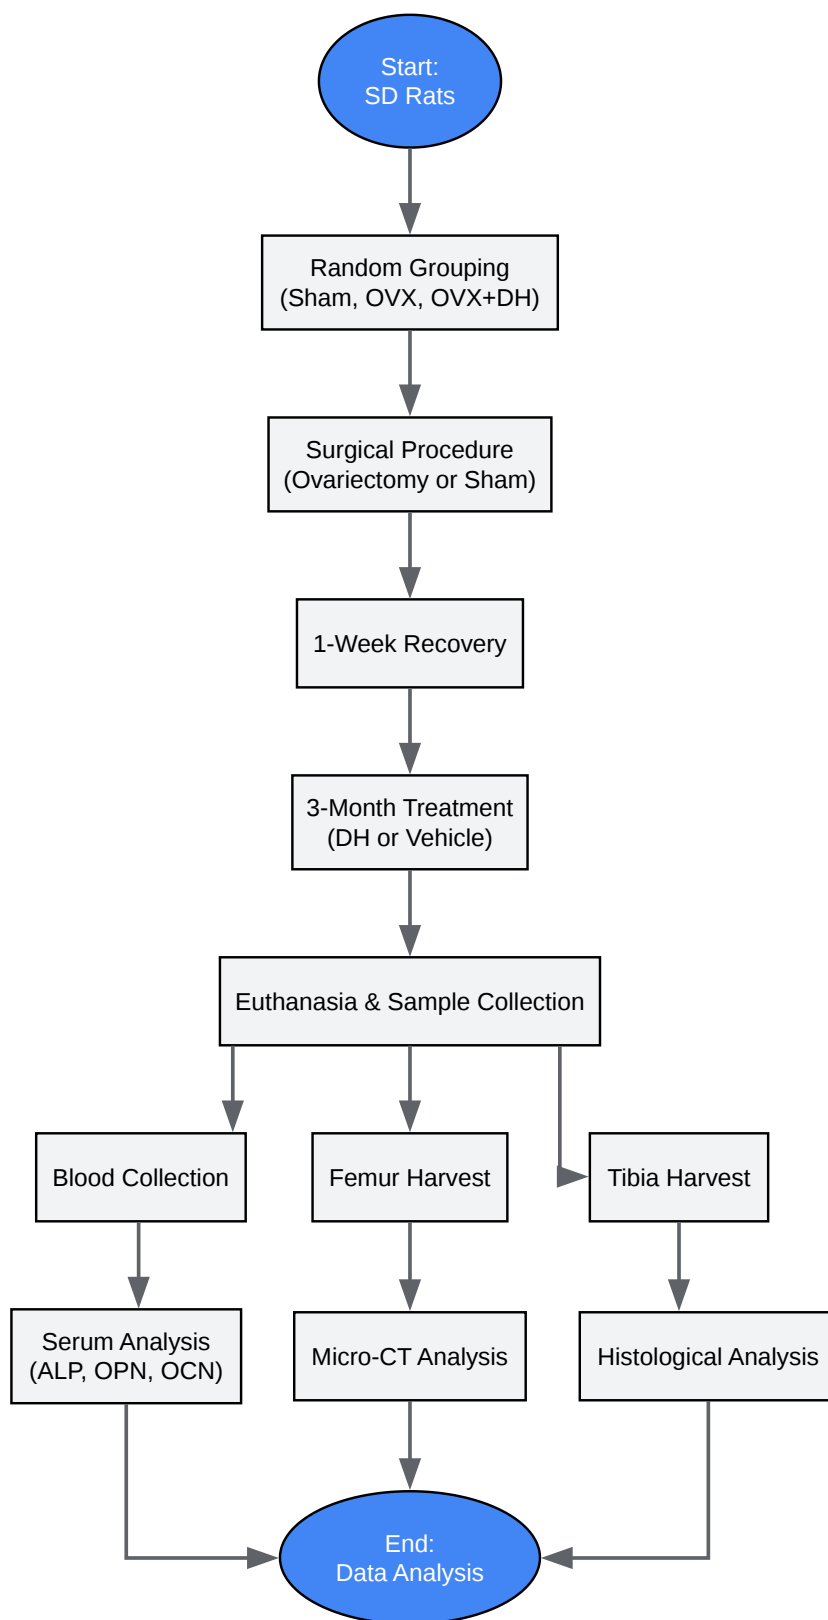 Start:
SD Rats
Random Grouping
(Sham, OVX, OVX+DH)
Surgical Procedure
(Ovariectomy or Sham)
1-Week Recovery
3-Month Treatment
(DH or Vehicle)
Euthanasia & Sample Collection
Blood Collection
Femur Harvest
Tibia Harvest
Serum Analysis
(ALP, OPN, OCN)
Micro-CT Analysis
Histological Analysis
End:
Data Analysis